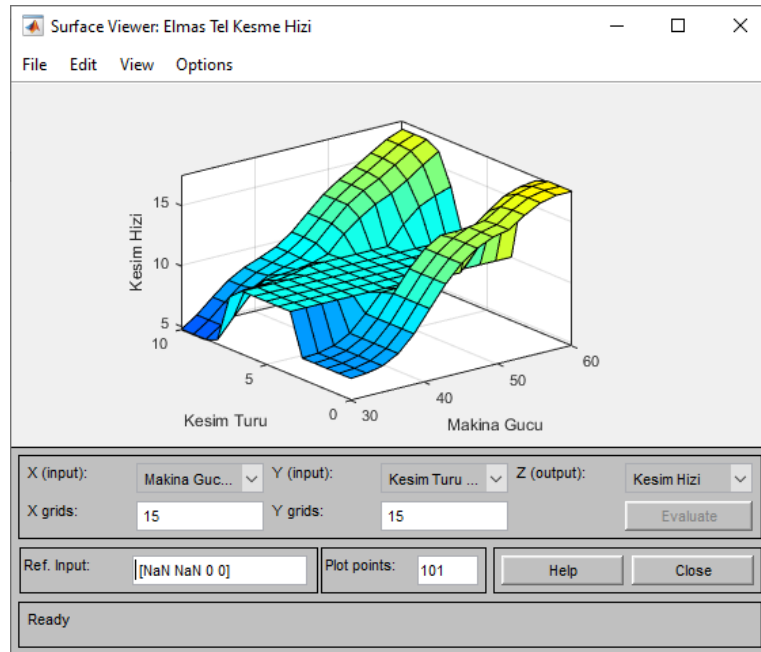 Surface Viewer: Elmas Tel Kesme Hizi
File Edit View Options
Kesim Hizi
15
10
5
10
5
0
Kesim Turu
30
40
50
60
Makina Gucu
X (input): Makina Guc... Y (input): Kesim Turu ... Z (output): Kesim Hizi
X grids: 15 Y grids: 15 Evaluate
Ref. Input: [NaN NaN 0 0] Plot points: 101 Help Close
Ready